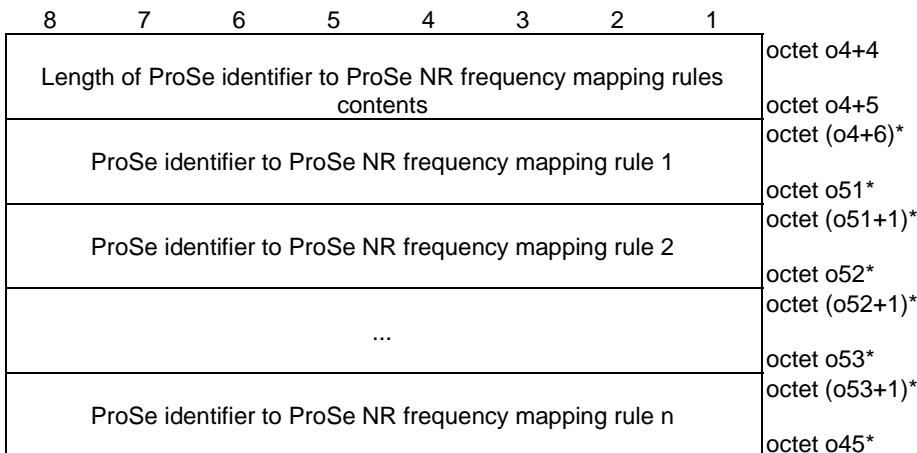 8 7 6 5 4 3 2 1
Length of ProSe identifier to ProSe NR frequency mapping rules
contents
octet o4+4
octet o4+5
ProSe identifier to ProSe NR frequency mapping rule 1
octet (o4+6)*
octet o51*
ProSe identifier to ProSe NR frequency mapping rule 2
octet (o51+1)*
octet o52*
...
octet (o52+1)*
octet o53*
ProSe identifier to ProSe NR frequency mapping rule n
octet (o53+1)*
octet o45*